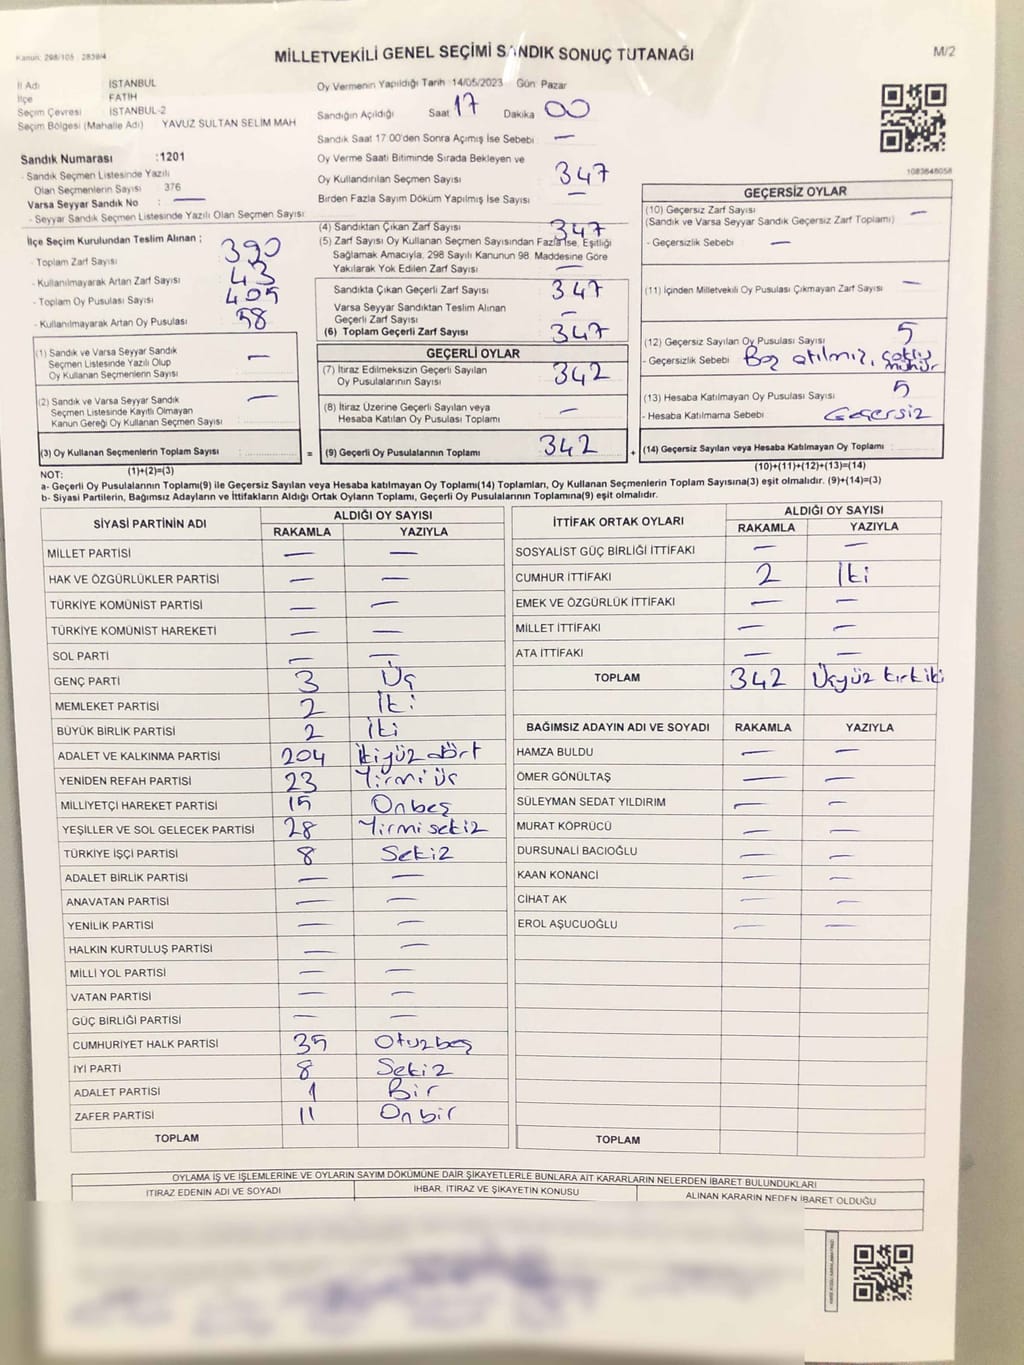 Kanun. 298/105 2839/4
MİLLETVEKİLİ GENEL SEÇİMİ SANDIK SONUÇ TUTANAĞI
M/2
İl Adı İSTANBUL
İlçe FATİH
Seçim Çevresi İSTANBUL-2
Seçim Bölgesi (Mahalle Adı) YAVUZ SULTAN SELİM MAH
Sandık Numarası :1201
- Sandık Seçmen Listesinde Yazılı
Olan Seçmenlerin Sayısı 376
Varsa Seyyar Sandık No : —
- Seyyar Sandık Seçmen Listesinde Yazılı Olan Seçmen Sayısı
İlçe Seçim Kurulundan Teslim Alınan ;
- Toplam Zarf Sayısı 390
- Kullanılmayarak Artan Zarf Sayısı 43
- Toplam Oy Pusulası Sayısı 405
- Kullanılmayarak Artan Oy Pusulası 58
Oy Vermenin Yapıldığı Tarih :14/05/2023 Gün: Pazar
Sandığın Açıldığı Saat 17 Dakika 00
Sandık Saat 17:00'den Sonra Açımış İse Sebebi : —
Oy Verme Saati Bitiminde Sırada Bekleyen ve
Oy Kullandırılan Seçmen Sayısı 347
Birden Fazla Sayım Döküm Yapılmış İse Sayısı —
(4) Sandıktan Çıkan Zarf Sayısı 347
(5) Zarf Sayısı Oy Kullanan Seçmen Sayısından Fazla İse, Eşitliği
Sağlamak Amacıyla, 298 Sayılı Kanunun 98. Maddesine Göre
Yakılarak Yok Edilen Zarf Sayısı —
Sandıkta Çıkan Geçerli Zarf Sayısı 347
Varsa Seyyar Sandıktan Teslim Alınan
Geçerli Zarf Sayısı —
(6) Toplam Geçerli Zarf Sayısı 347
1083848058
GEÇERSİZ OYLAR
(10) Geçersiz Zarf Sayısı —
(Sandık ve Varsa Seyyar Sandık Geçersiz Zarf Toplamı)
- Geçersizlik Sebebi —
(11) İçinden Milletvekili Oy Pusulası Çıkmayan Zarf Sayısı —
(12) Geçersiz Sayılan Oy Pusulası Sayısı 5
- Geçersizlik Sebebi Boş atılmış, çoklu
mühür
(13) Hesaba Katılmayan Oy Pusulası Sayısı 5
- Hesaba Katılmama Sebebi Geçersiz
(1) Sandık ve Varsa Seyyar Sandık —
Seçmen Listesinde Yazılı Olup
Oy Kullanan Seçmenlerin Sayısı
(2) Sandık ve Varsa Seyyar Sandık —
Seçmen Listesinde Kayıtlı Olmayan
Kanun Gereği Oy Kullanan Seçmen Sayısı
GEÇERLİ OYLAR
(7) İtiraz Edilmeksizin Geçerli Sayılan
Oy Pusulalarının Sayısı 342
(8) İtiraz Üzerine Geçerli Sayılan veya
Hesaba Katılan Oy Pusulası Toplamı —
(3) Oy Kullanan Seçmenlerin Toplam Sayısı = (9) Geçerli Oy Pusulalarının Toplamı 342 + (14) Geçersiz Sayılan veya Hesaba Katılmayan Oy Toplamı
(1)+(2)=(3) (10)+(11)+(12)+(13)=(14)
NOT:
a- Geçerli Oy Pusulalarının Toplamı(9) ile Geçersiz Sayılan veya Hesaba katılmayan Oy Toplamı(14) Toplamları, Oy Kullanan Seçmenlerin Toplam Sayısına(3) eşit olmalıdır. (9)+(14)=(3)
b- Siyasi Partilerin, Bağımsız Adayların ve İttifakların Aldığı Ortak Oyların Toplamı, Geçerli Oy Pusulalarının Toplamına(9) eşit olmalıdır.
SİYASİ PARTİNİN ADI ALDIĞI OY SAYISI
RAKAMLA YAZIYLA
MİLLET PARTİSİ — —
HAK VE ÖZGÜRLÜKLER PARTİSİ — —
TÜRKİYE KOMÜNİST PARTİSİ — —
TÜRKİYE KOMÜNİST HAREKETİ — —
SOL PARTİ — —
GENÇ PARTİ 3 Üç
MEMLEKET PARTİSİ 2 İki
BÜYÜK BİRLİK PARTİSİ 2 İki
ADALET VE KALKINMA PARTİSİ 204 İkiyüz dört
YENİDEN REFAH PARTİSİ 23 Yirmi üç
MİLLİYETÇİ HAREKET PARTİSİ 15 Onbeş
YEŞİLLER VE SOL GELECEK PARTİSİ 28 Yirmi sekiz
TÜRKİYE İŞÇİ PARTİSİ 8 Sekiz
ADALET BİRLİK PARTİSİ — —
ANAVATAN PARTİSİ — —
YENİLİK PARTİSİ — —
HALKIN KURTULUŞ PARTİSİ — —
MİLLİ YOL PARTİSİ — —
VATAN PARTİSİ — —
GÜÇ BİRLİĞİ PARTİSİ — —
CUMHURİYET HALK PARTİSİ 35 Otuzbeş
İYİ PARTİ 8 Sekiz
ADALET PARTİSİ 1 Bir
ZAFER PARTİSİ 11 Onbir
TOPLAM
İTTİFAK ORTAK OYLARI ALDIĞI OY SAYISI
RAKAMLA YAZIYLA
SOSYALİST GÜÇ BİRLİĞİ İTTİFAKI — —
CUMHUR İTTİFAKI 2 İki
EMEK VE ÖZGÜRLÜK İTTİFAKI — —
MİLLET İTTİFAKI — —
ATA İTTİFAKI — —
TOPLAM 342 Üçyüz kırk iki
BAĞIMSIZ ADAYIN ADI VE SOYADI RAKAMLA YAZIYLA
HAMZA BULDU — —
ÖMER GÖNÜLTAŞ — —
SÜLEYMAN SEDAT YILDIRIM — —
MURAT KÖPRÜCÜ — —
DURSUNALİ BACIOĞLU — —
KAAN KONANCİ — —
CİHAT AK — —
EROL AŞUCUOĞLU — —
TOPLAM
OYLAMA İŞ VE İŞLEMLERİNE VE OYLARIN SAYIM DÖKÜMÜNE DAİR ŞİKAYETLERLE BUNLARA AİT KARARLARIN NELERDEN İBARET BULUNDUKLARI
İTİRAZ EDENİN ADI VE SOYADI İHBAR, İTİRAZ VE ŞİKAYETİN KONUSU ALINAN KARARIN NEDEN İBARET OLDUĞU